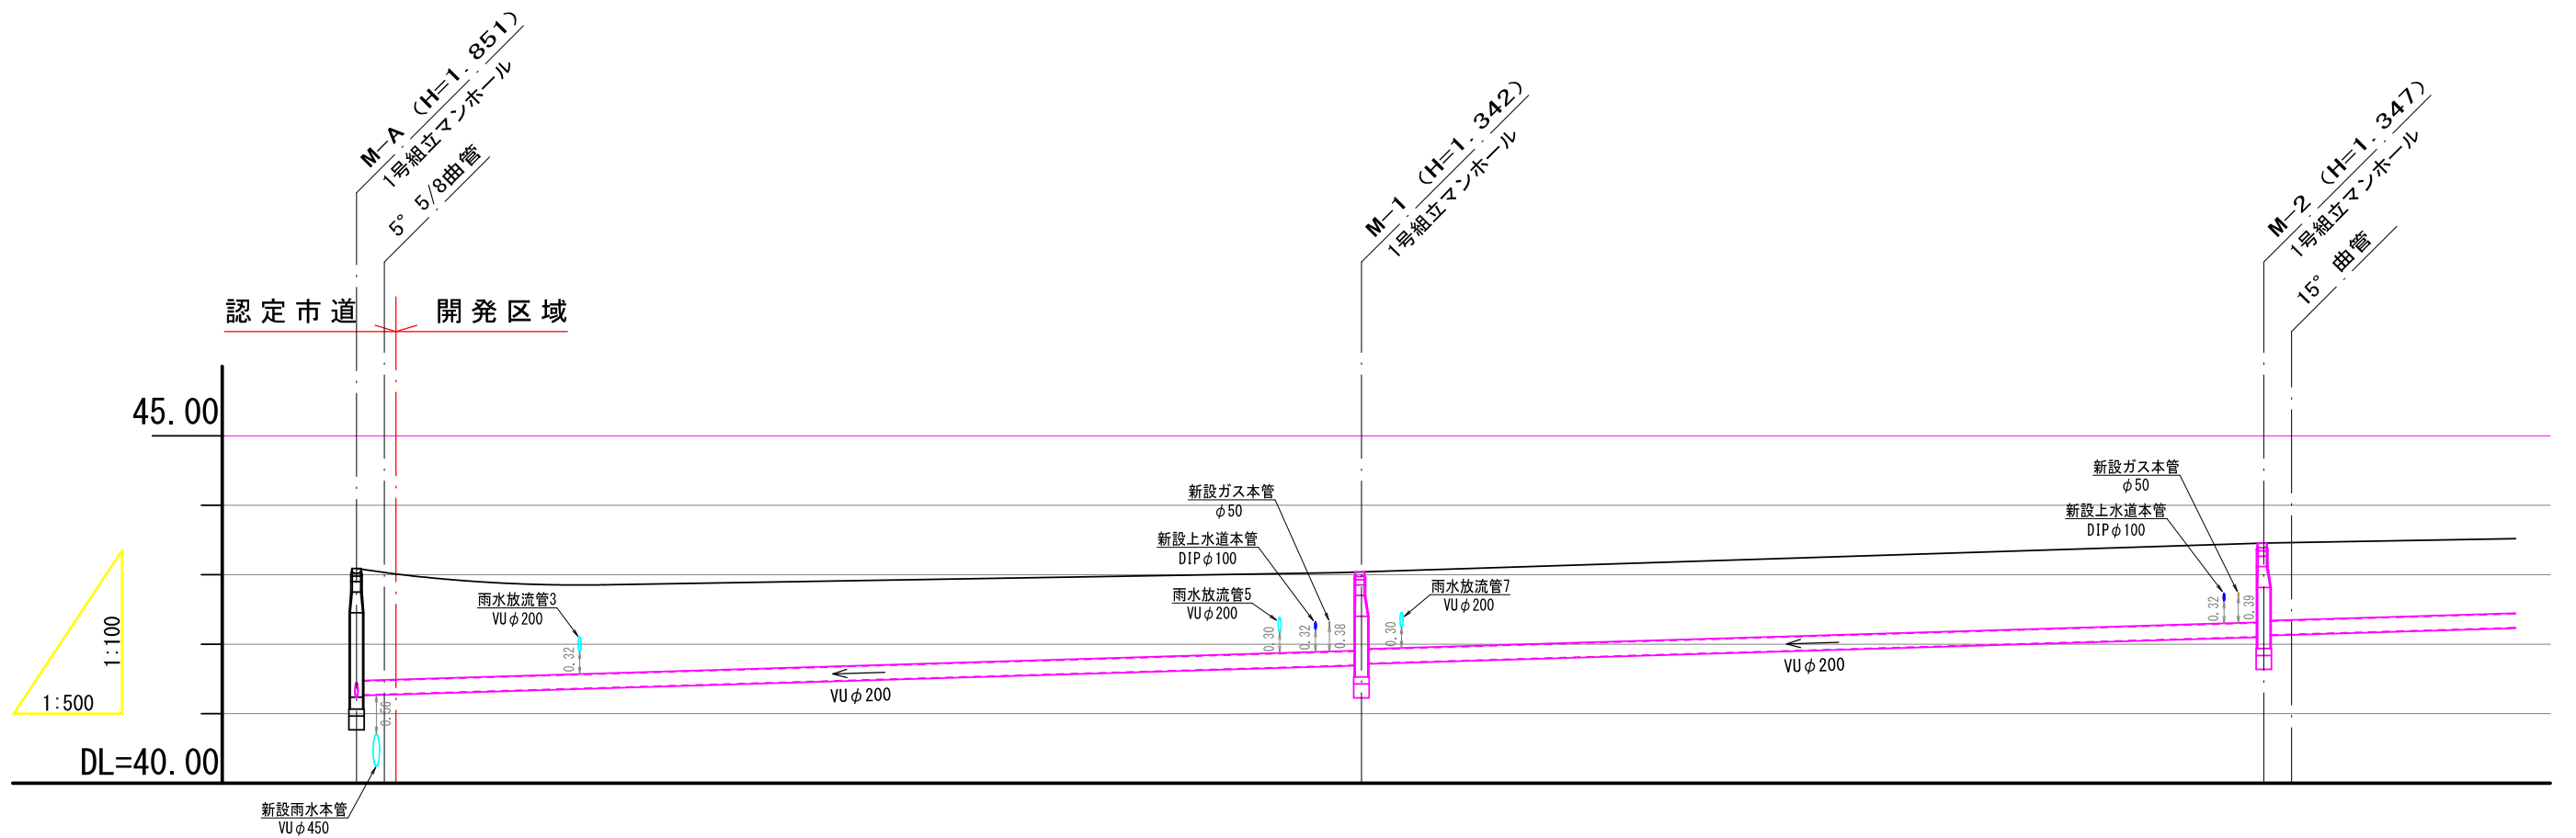 M-A (H=1.851)
1号組立マンホール
5° 5/8曲管
M-1 (H=1.342)
1号組立マンホール
M-2 (H=1.347)
1号組立マンホール
15° 曲管
認定市道
開発区域
45.00
新設ガス本管
φ50
新設上水道本管
DIPφ100
雨水放流管5
VUφ200
雨水放流管7
VUφ200
新設ガス本管
φ50
新設上水道本管
DIPφ100
雨水放流管3
VUφ200
0.32
0.30
0.32
0.38
0.30
0.32
0.39
1:100
1:500
VUφ200
VUφ200
0.56
DL=40.00
新設雨水本管
VUφ450